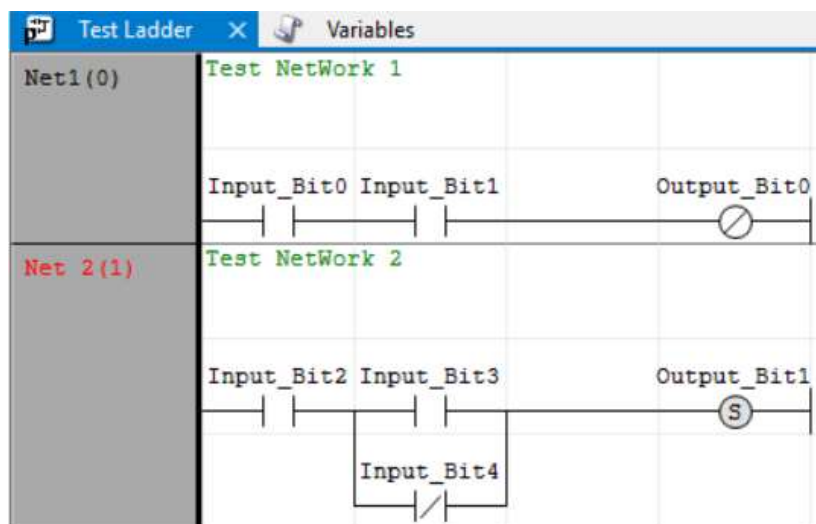 Test Ladder
Variables
Net1(0)
Test NetWork 1
Input_Bit0 Input_Bit1 Output_Bit0
Net 2(1)
Test NetWork 2
Input_Bit2 Input_Bit3 Output_Bit1
S
Input_Bit4